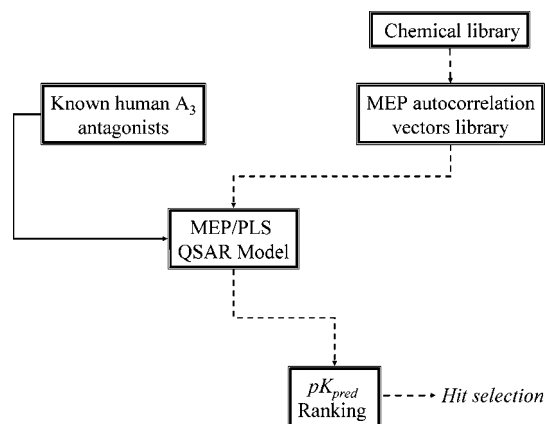 Chemical library
Known human A3
antagonists
MEP autocorrelation
vectors library
MEP/PLS
QSAR Model
pKpred
Ranking
Hit selection